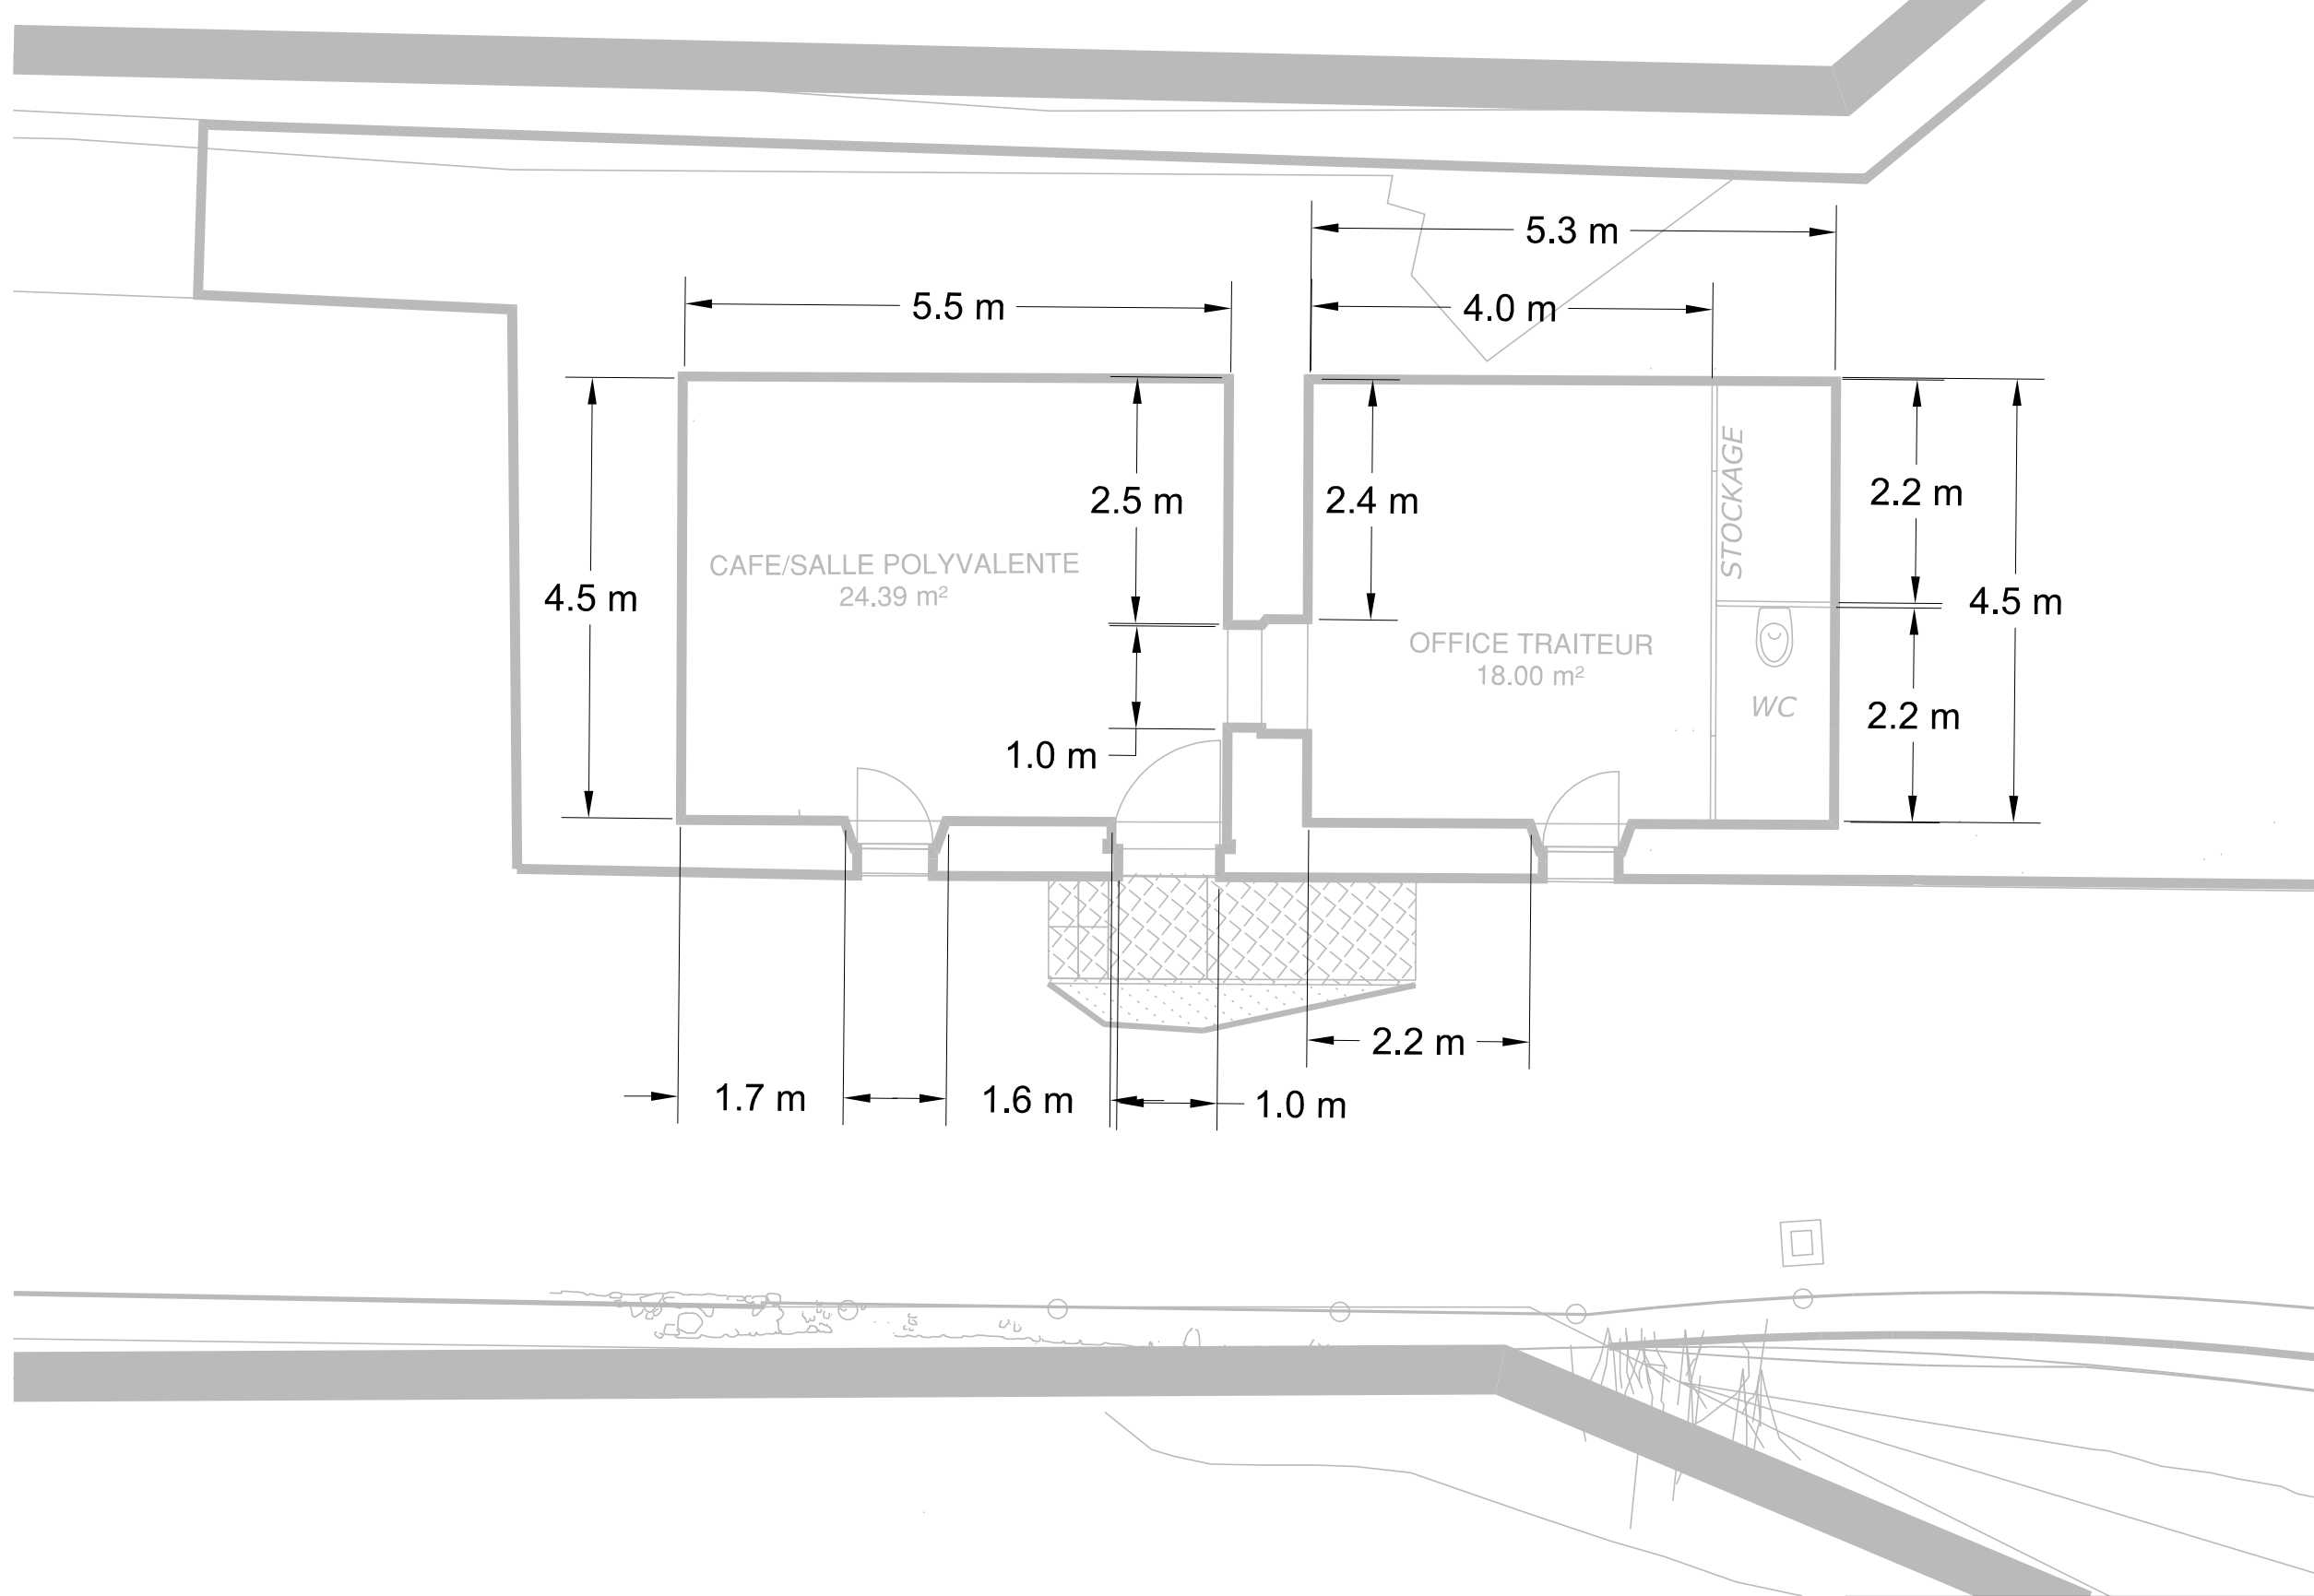 5.3 m
5.5 m
4.0 m
2.2 m
2.5 m
2.4 m
STOCKAGE
CAFE/SALLE POLYVALENTE
24.39 m²
4.5 m
4.5 m
OFFICE TRAITEUR
18.00 m²
WC
2.2 m
1.0 m
2.2 m
1.7 m
1.6 m
1.0 m